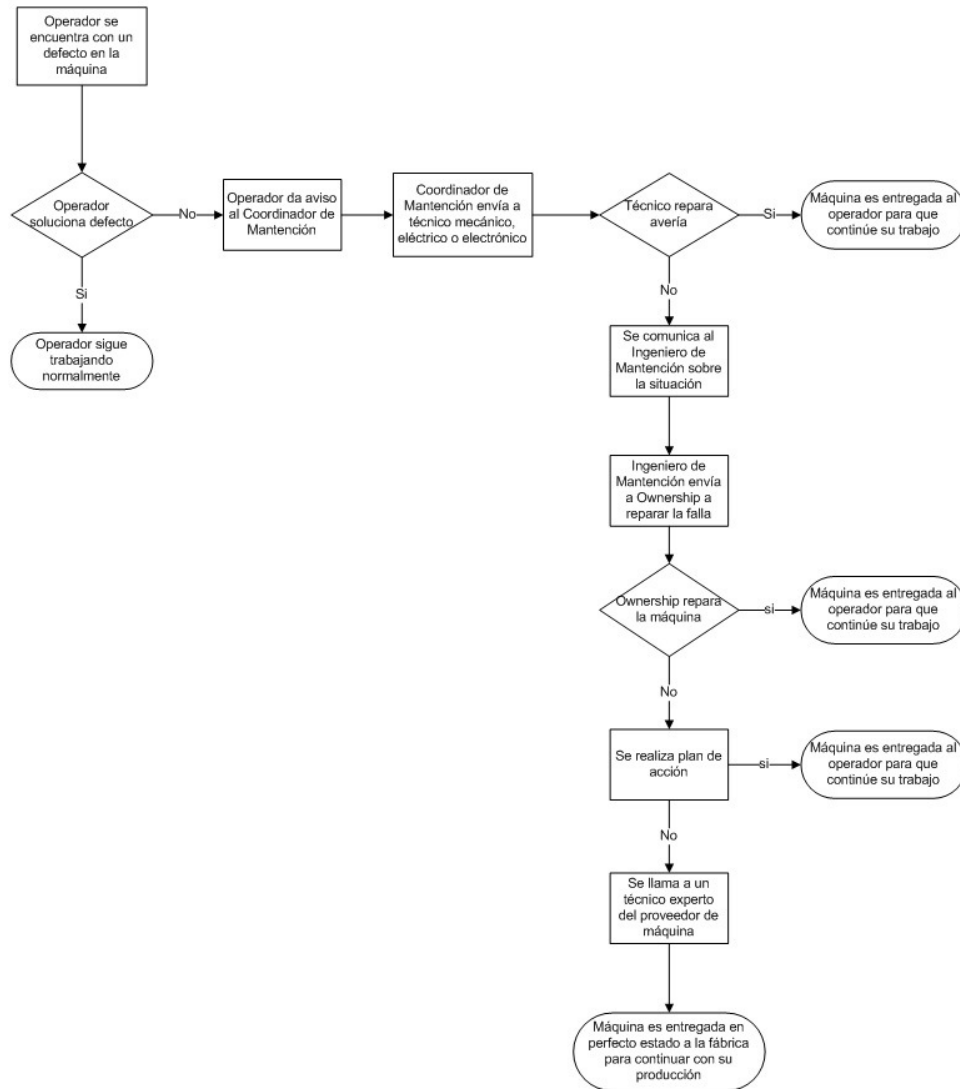 Operador se
encuentra con un
defecto en la
máquina
Operador
soluciona defecto
No
Operador da aviso
al Coordinador de
Mantención
Coordinador de
Mantención envía a
técnico mecánico,
eléctrico o electrónico
Técnico repara
avería
Si
Máquina es entregada al
operador para que
continúe su trabajo
Si
Operador sigue
trabajando
normalmente
No
Se comunica al
Ingeniero de
Mantención sobre
la situación
Ingeniero de
Mantención envía
a Ownership a
reparar la falla
Ownership repara
la máquina
si
Máquina es entregada al
operador para que
continúe su trabajo
No
Se realiza plan de
acción
si
Máquina es entregada al
operador para que
continúe su trabajo
No
Se llama a un
técnico experto
del proveedor de
máquina
Máquina es entregada en
perfecto estado a la fábrica
para continuar con su
producción